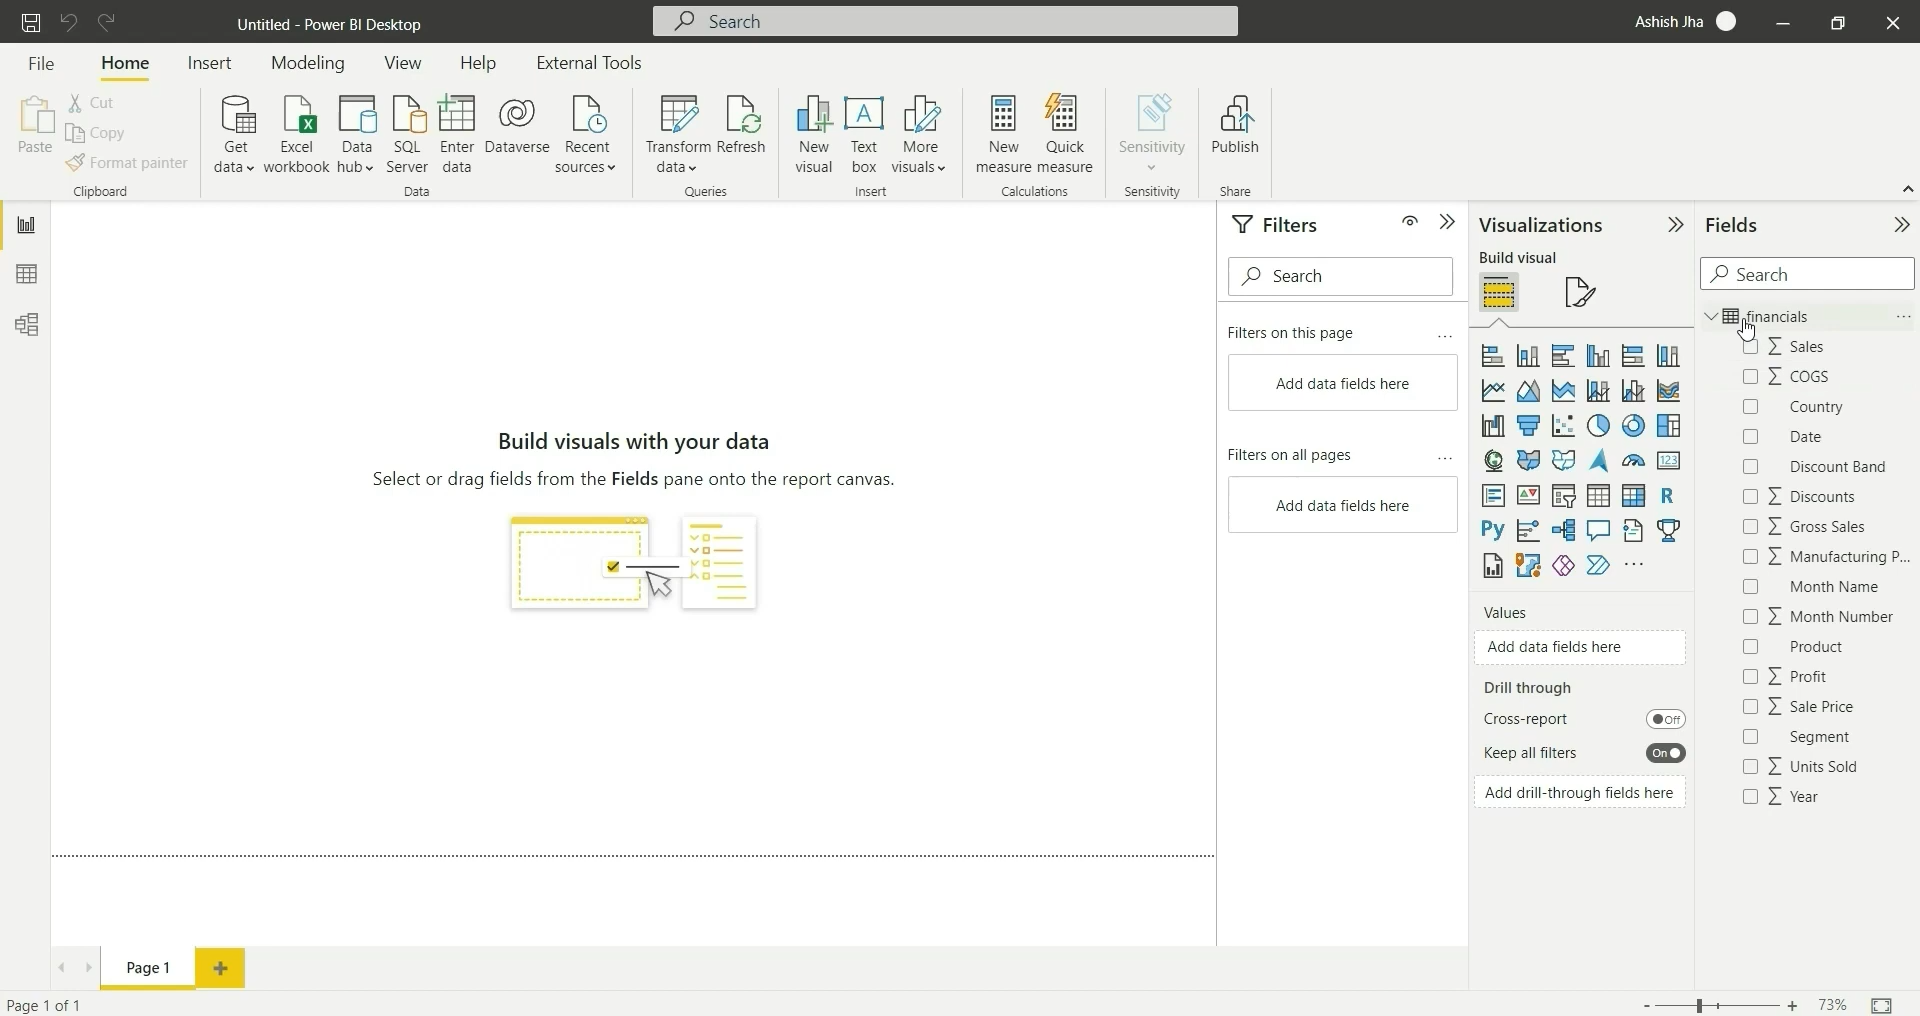 Untitled - Power BI Desktop
Search
Ashish Jha
File
Home
Insert
Modeling
View
Help
External Tools
Paste
Cut
Copy
Format painter
Clipboard
Get data
Excel workbook
Data hub
SQL Server
Enter data
Dataverse
Recent sources
Data
Transform data
Refresh
Queries
New visual
Text box
More visuals
Insert
New measure
Quick measure
Calculations
Sensitivity
Sensitivity
Publish
Share
Build visuals with your data
Select or drag fields from the Fields pane onto the report canvas.
Filters
Search
Filters on this page
...
Add data fields here
Filters on all pages
...
Add data fields here
Visualizations
Build visual
123
R
Py
...
Values
Add data fields here
Drill through
Cross-report
Off
Keep all filters
On
Add drill-through fields here
Fields
Search
financials
...
Σ Sales
Σ COGS
Country
Date
Discount Band
Σ Discounts
Σ Gross Sales
Σ Manufacturing P...
Month Name
Σ Month Number
Product
Σ Profit
Σ Sale Price
Segment
Σ Units Sold
Σ Year
Page 1
+
Page 1 of 1
- + 73%